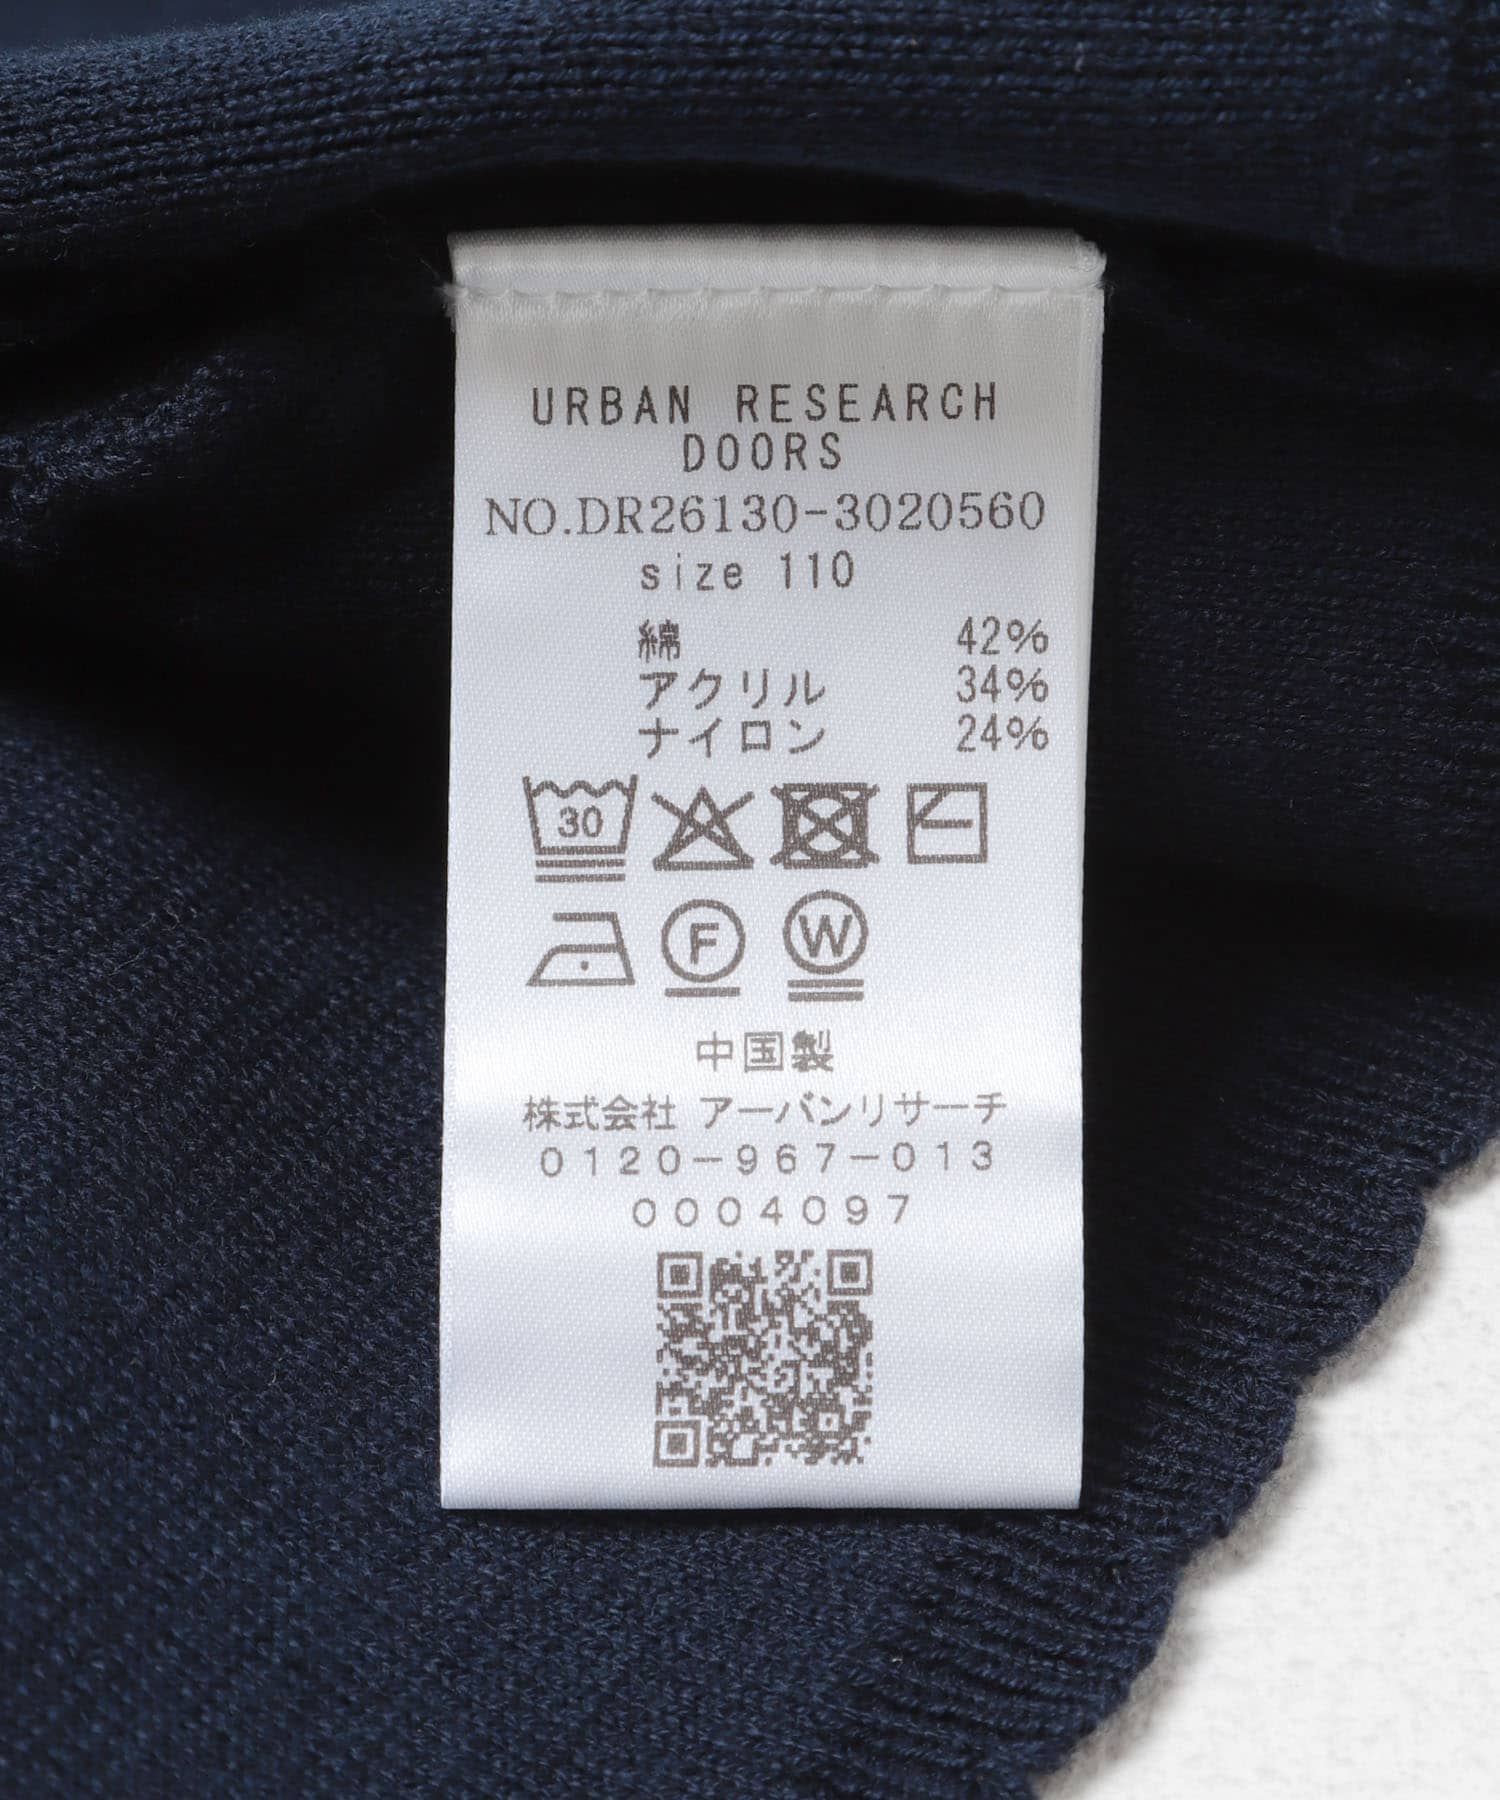 URBAN RESEARCH
DOORS
NO.DR26130-3020560
size 110
綿 42%
アクリル 34%
ナイロン 24%
30
F W
中国製
株式会社 アーバンリサーチ
0120-967-013
0004097